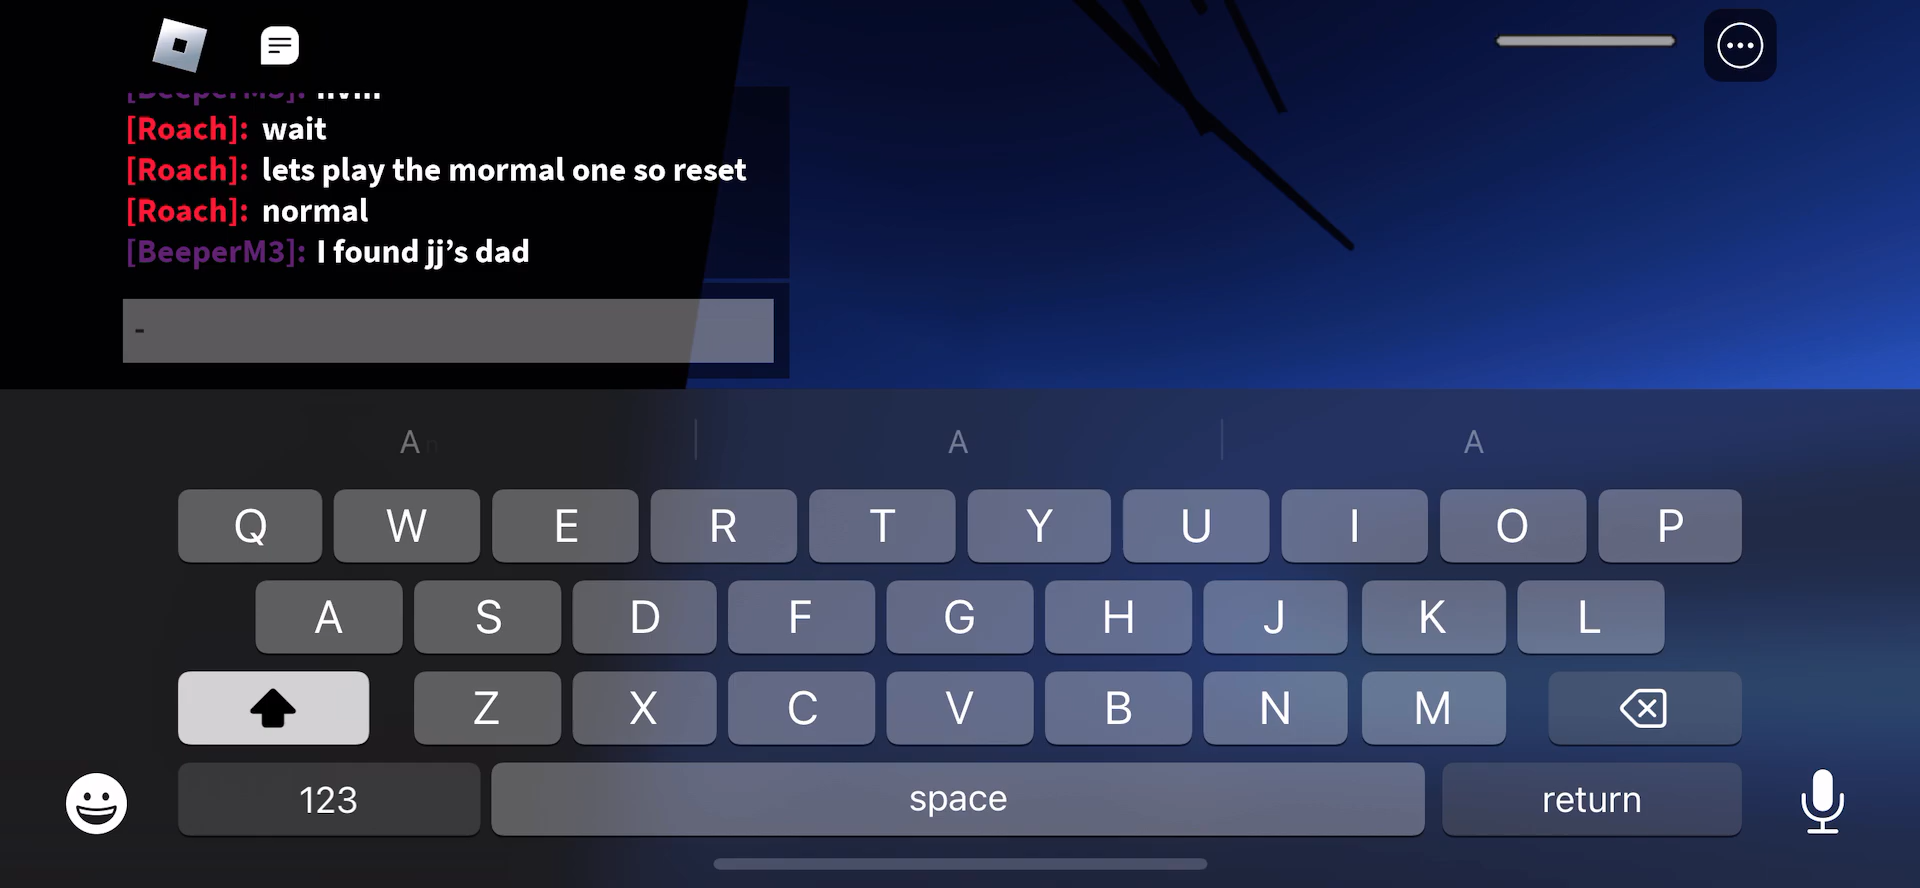 [Roach]: wait
[Roach]: lets play the mormal one so reset
[Roach]: normal
[BeeperM3]: I found jj’s dad
-
A A A
Q W E R T Y U I O P
A S D F G H J K L
Z X C V B N M
123 space return